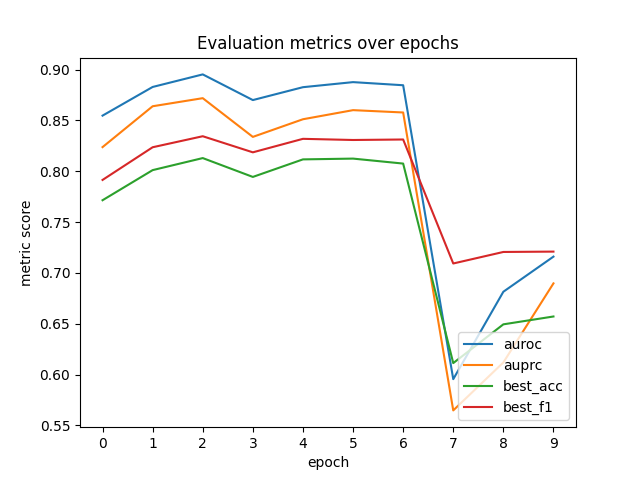 Evaluation metrics over epochs
metric score
0.90
0.85
0.80
0.75
0.70
0.65
0.60
0.55
auroc
auprc
best_acc
best_f1
0 1 2 3 4 5 6 7 8 9
epoch